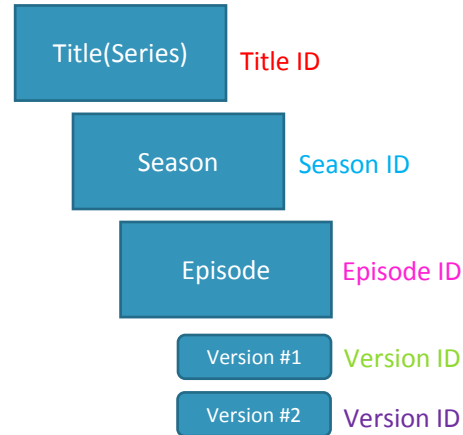 Title(Series)
Title ID
Season
Season ID
Episode
Episode ID
Version #1
Version ID
Version #2
Version ID